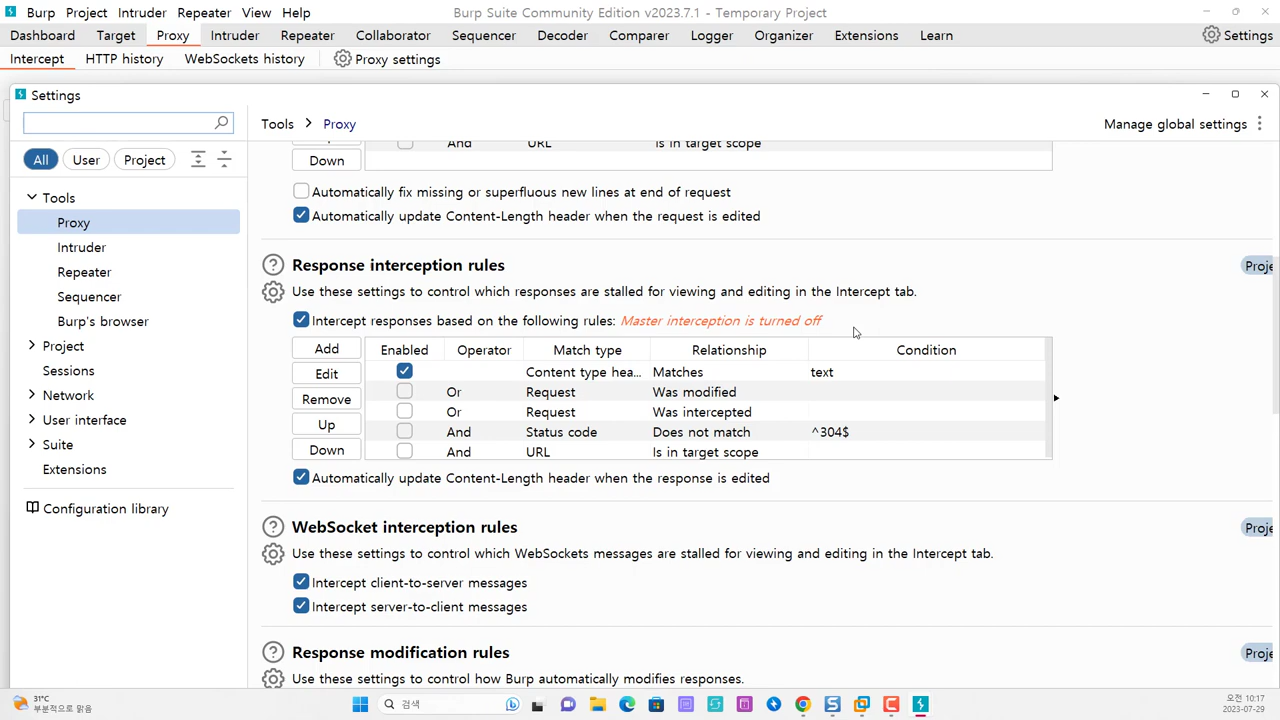 Burp Project Intruder Repeater View Help Burp Suite Community Edition v2023.7.1 - Temporary Project
Dashboard Target Proxy Intruder Repeater Collaborator Sequencer Decoder Comparer Logger Organizer Extensions Learn Settings
Intercept HTTP history WebSockets history Proxy settings
Settings
Tools > Proxy Manage global settings
All User Project
Tools
Proxy
Intruder
Repeater
Sequencer
Burp's browser
Project
Sessions
Network
User interface
Suite
Extensions
Configuration library
And URL Is in target scope
Down
Automatically fix missing or superfluous new lines at end of request
Automatically update Content-Length header when the request is edited
Response interception rules Proje
Use these settings to control which responses are stalled for viewing and editing in the Intercept tab.
Intercept responses based on the following rules: Master interception is turned off
Add Enabled Operator Match type Relationship Condition
Content type hea... Matches text
Edit
Or Request Was modified
Remove
Or Request Was intercepted
Up
And Status code Does not match ^304$
Down
And URL Is in target scope
Automatically update Content-Length header when the response is edited
WebSocket interception rules Proje
Use these settings to control which WebSockets messages are stalled for viewing and editing in the Intercept tab.
Intercept client-to-server messages
Intercept server-to-client messages
Response modification rules Proje
Use these settings to control how Burp automatically modifies responses.
31°C
부분적으로 맑음
검색
오전 10:17
2023-07-29